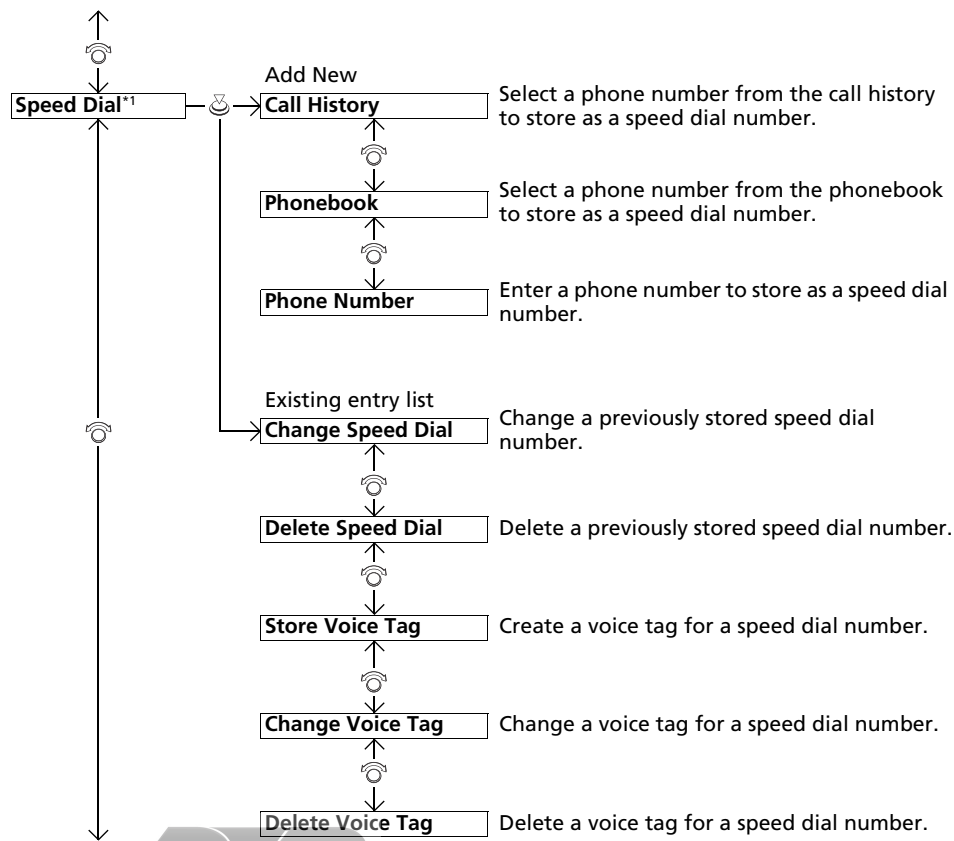 Add New
Speed Dial*1
Call History
Select a phone number from the call history
to store as a speed dial number.
Phonebook
Select a phone number from the phonebook
to store as a speed dial number.
Phone Number
Enter a phone number to store as a speed dial
number.
Existing entry list
Change Speed Dial
Change a previously stored speed dial
number.
Delete Speed Dial
Delete a previously stored speed dial number.
Store Voice Tag
Create a voice tag for a speed dial number.
Change Voice Tag
Change a voice tag for a speed dial number.
Delete Voice Tag
Delete a voice tag for a speed dial number.